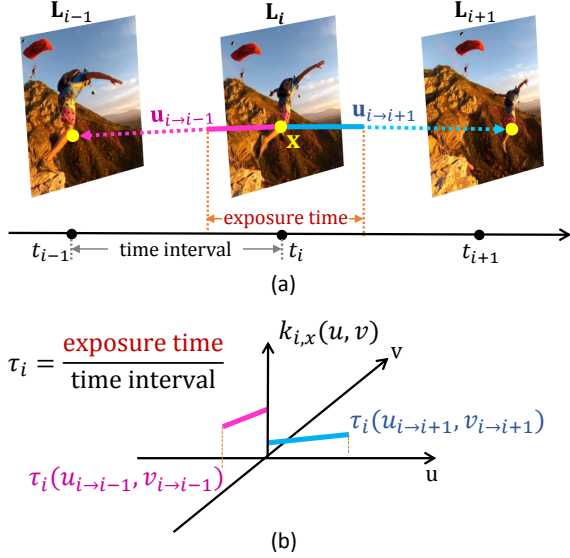 L_{i−1} L_i L_{i+1}
u_{i→i−1} u_{i→i+1}
x
exposure time
t_{i−1} time interval t_i t_{i+1}
(a)
k_{i,x}(u, v)
v
τ_i = exposure time / time interval
τ_i(u_{i→i+1}, v_{i→i+1})
τ_i(u_{i→i−1}, v_{i→i−1}) u
(b)